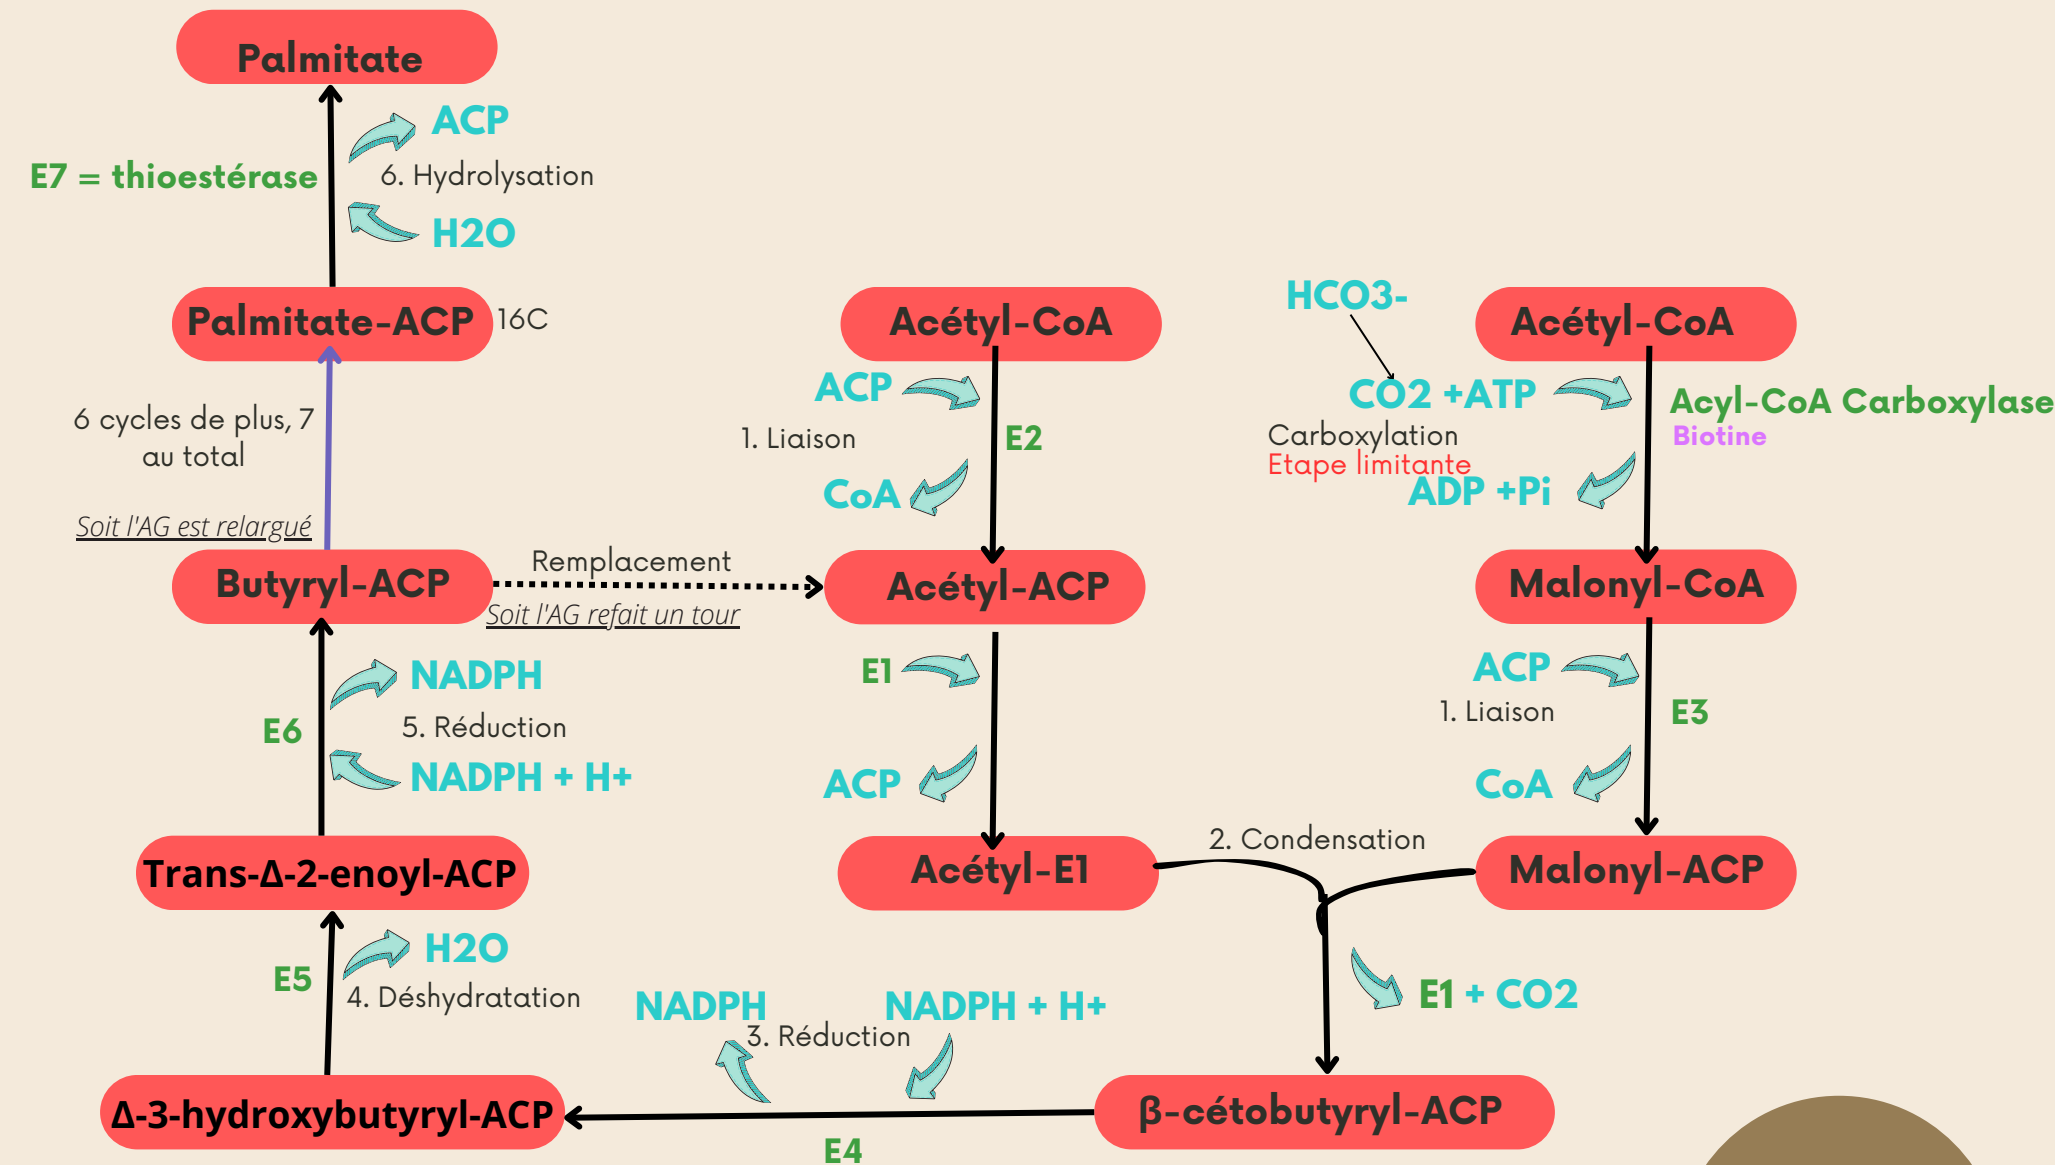 Palmitate
ACP
E7 = thioestérase
6. Hydrolysation
H2O
Palmitate-ACP
16C
6 cycles de plus, 7
au total
Soit l'AG est relargué
Butyryl-ACP
Remplacement
Soit l'AG refait un tour
NADPH
E6
5. Réduction
NADPH + H+
Trans-Δ-2-enoyl-ACP
H2O
E5
4. Déshydratation
Δ-3-hydroxybutyryl-ACP
NADPH
NADPH + H+
3. Réduction
E4
Acétyl-CoA
ACP
1. Liaison
E2
CoA
Acétyl-ACP
E1
ACP
Acétyl-E1
2. Condensation
E1 + CO2
β-cétobutyryl-ACP
HCO3-
Acétyl-CoA
CO2 +ATP
Acyl-CoA Carboxylase
Biotine
Carboxylation
Etape limitante
ADP +Pi
Malonyl-CoA
ACP
1. Liaison
E3
CoA
Malonyl-ACP